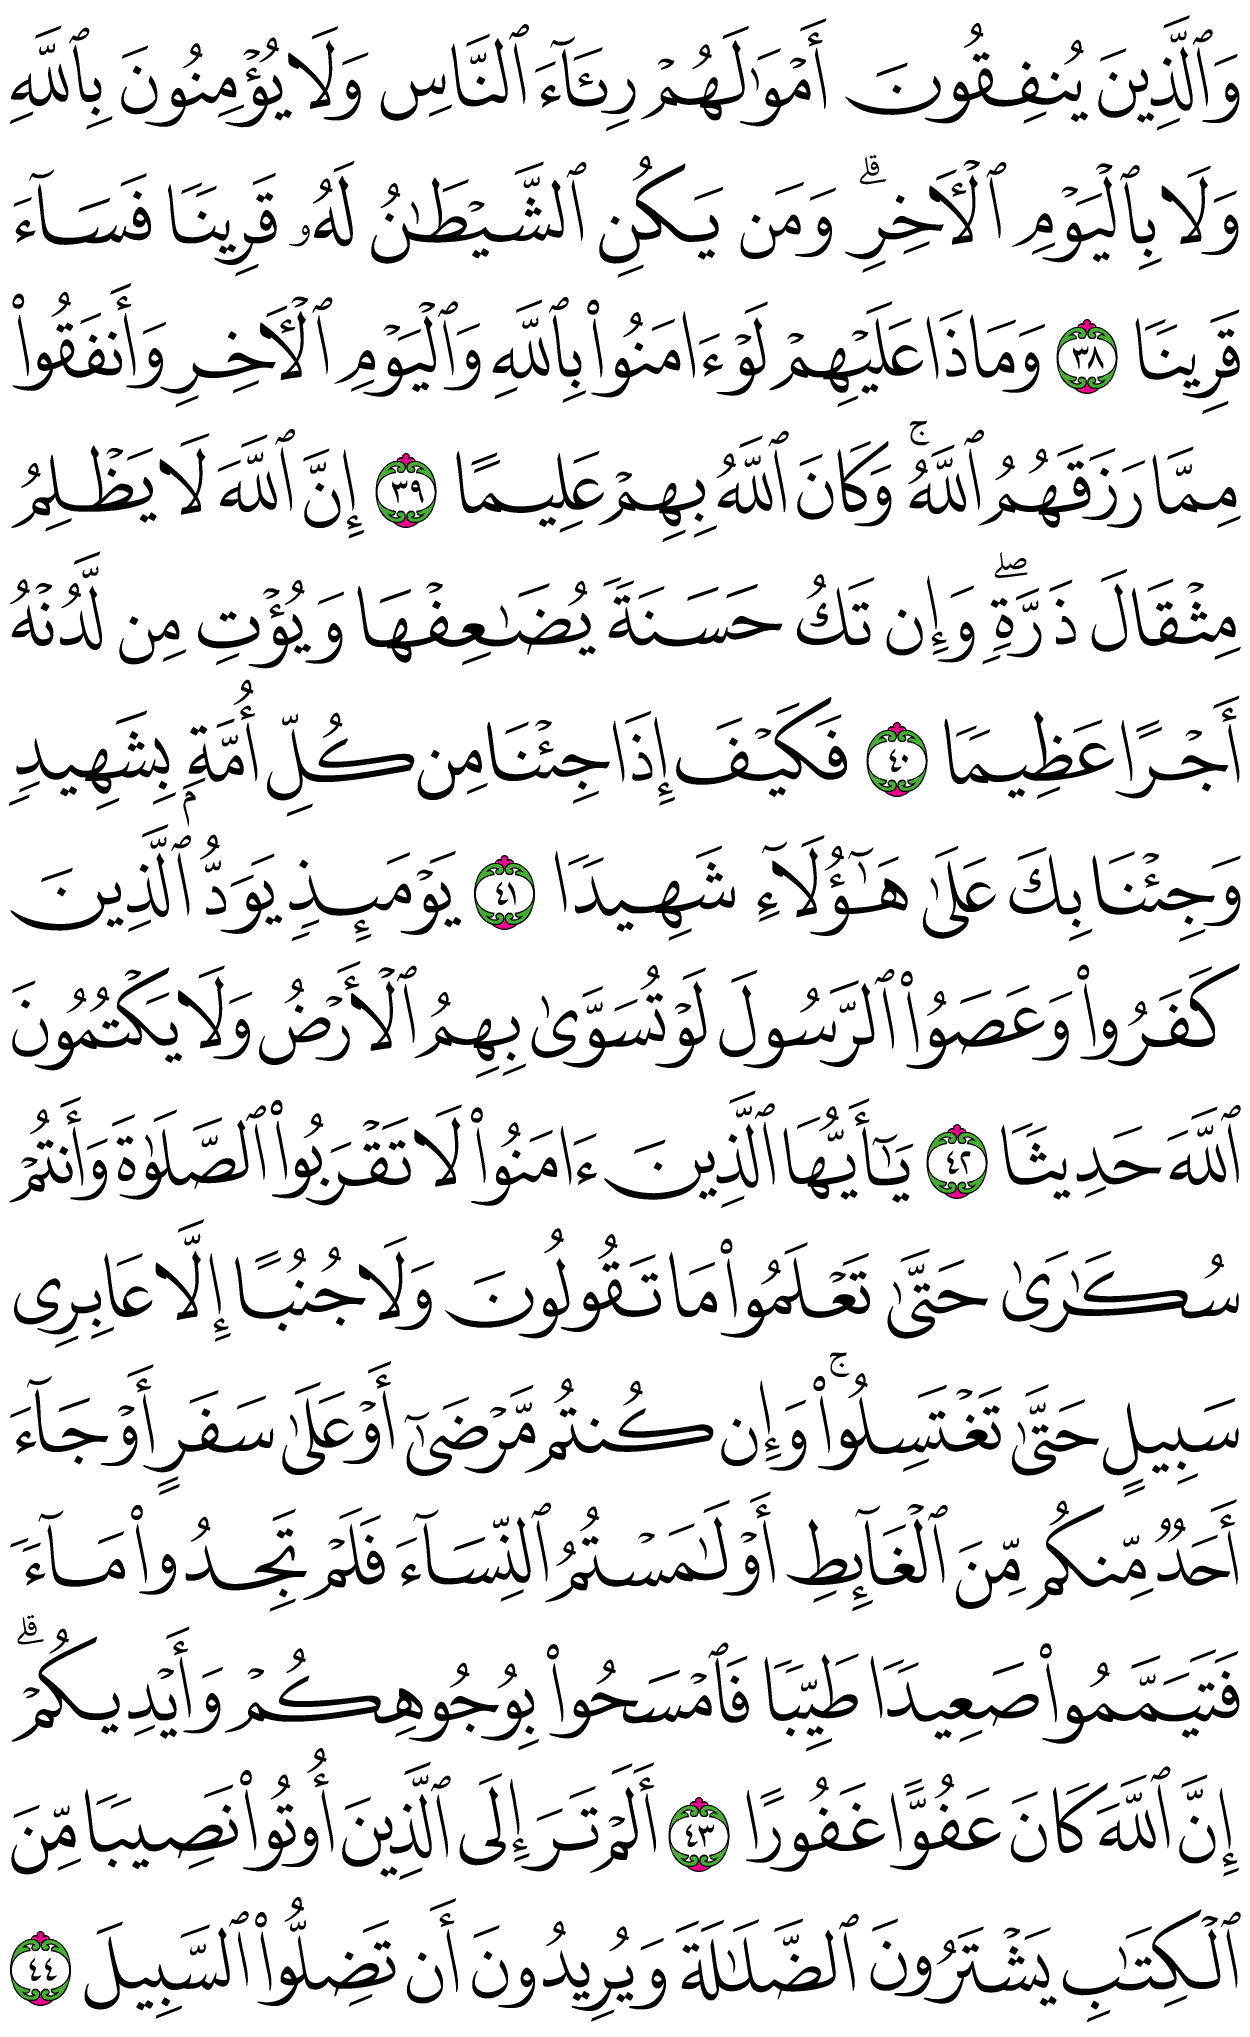 وَٱلَّذِينَ يُنفِقُونَ أَمۡوَٰلَهُمۡ رِئَآءَ ٱلنَّاسِ وَلَا يُؤۡمِنُونَ بِٱللَّهِ
وَلَا بِٱلۡيَوۡمِ ٱلۡأٓخِرِۗ وَمَن يَكُنِ ٱلشَّيۡطَٰنُ لَهُۥ قَرِينٗا فَسَآءَ
قَرِينٗا ٣٨ وَمَاذَا عَلَيۡهِمۡ لَوۡ ءَامَنُواْ بِٱللَّهِ وَٱلۡيَوۡمِ ٱلۡأٓخِرِ وَأَنفَقُواْ
مِمَّا رَزَقَهُمُ ٱللَّهُۚ وَكَانَ ٱللَّهُ بِهِمۡ عَلِيمًا ٣٩ إِنَّ ٱللَّهَ لَا يَظۡلِمُ
مِثۡقَالَ ذَرَّةٖۖ وَإِن تَكُ حَسَنَةٗ يُضَٰعِفۡهَا وَيُؤۡتِ مِن لَّدُنۡهُ
أَجۡرًا عَظِيمٗا ٤٠ فَكَيۡفَ إِذَا جِئۡنَا مِن كُلِّ أُمَّةِۭ بِشَهِيدٖ
وَجِئۡنَا بِكَ عَلَىٰ هَٰٓؤُلَآءِ شَهِيدٗا ٤١ يَوۡمَئِذٖ يَوَدُّ ٱلَّذِينَ
كَفَرُواْ وَعَصَوُاْ ٱلرَّسُولَ لَوۡ تُسَوَّىٰ بِهِمُ ٱلۡأَرۡضُ وَلَا يَكۡتُمُونَ
ٱللَّهَ حَدِيثٗا ٤٢ يَٰٓأَيُّهَا ٱلَّذِينَ ءَامَنُواْ لَا تَقۡرَبُواْ ٱلصَّلَوٰةَ وَأَنتُمۡ
سُكَٰرَىٰ حَتَّىٰ تَعۡلَمُواْ مَا تَقُولُونَ وَلَا جُنُبًا إِلَّا عَابِرِي
سَبِيلٍ حَتَّىٰ تَغۡتَسِلُواْۚ وَإِن كُنتُم مَّرۡضَىٰٓ أَوۡ عَلَىٰ سَفَرٍ أَوۡ جَآءَ
أَحَدٞ مِّنكُم مِّنَ ٱلۡغَآئِطِ أَوۡ لَٰمَسۡتُمُ ٱلنِّسَآءَ فَلَمۡ تَجِدُواْ مَآءٗ
فَتَيَمَّمُواْ صَعِيدٗا طَيِّبٗا فَٱمۡسَحُواْ بِوُجُوهِكُمۡ وَأَيۡدِيكُمۡۗ
إِنَّ ٱللَّهَ كَانَ عَفُوًّا غَفُورًا ٤٣ أَلَمۡ تَرَ إِلَى ٱلَّذِينَ أُوتُواْ نَصِيبٗا مِّنَ
ٱلۡكِتَٰبِ يَشۡتَرُونَ ٱلضَّلَٰلَةَ وَيُرِيدُونَ أَن تَضِلُّواْ ٱلسَّبِيلَ ٤٤